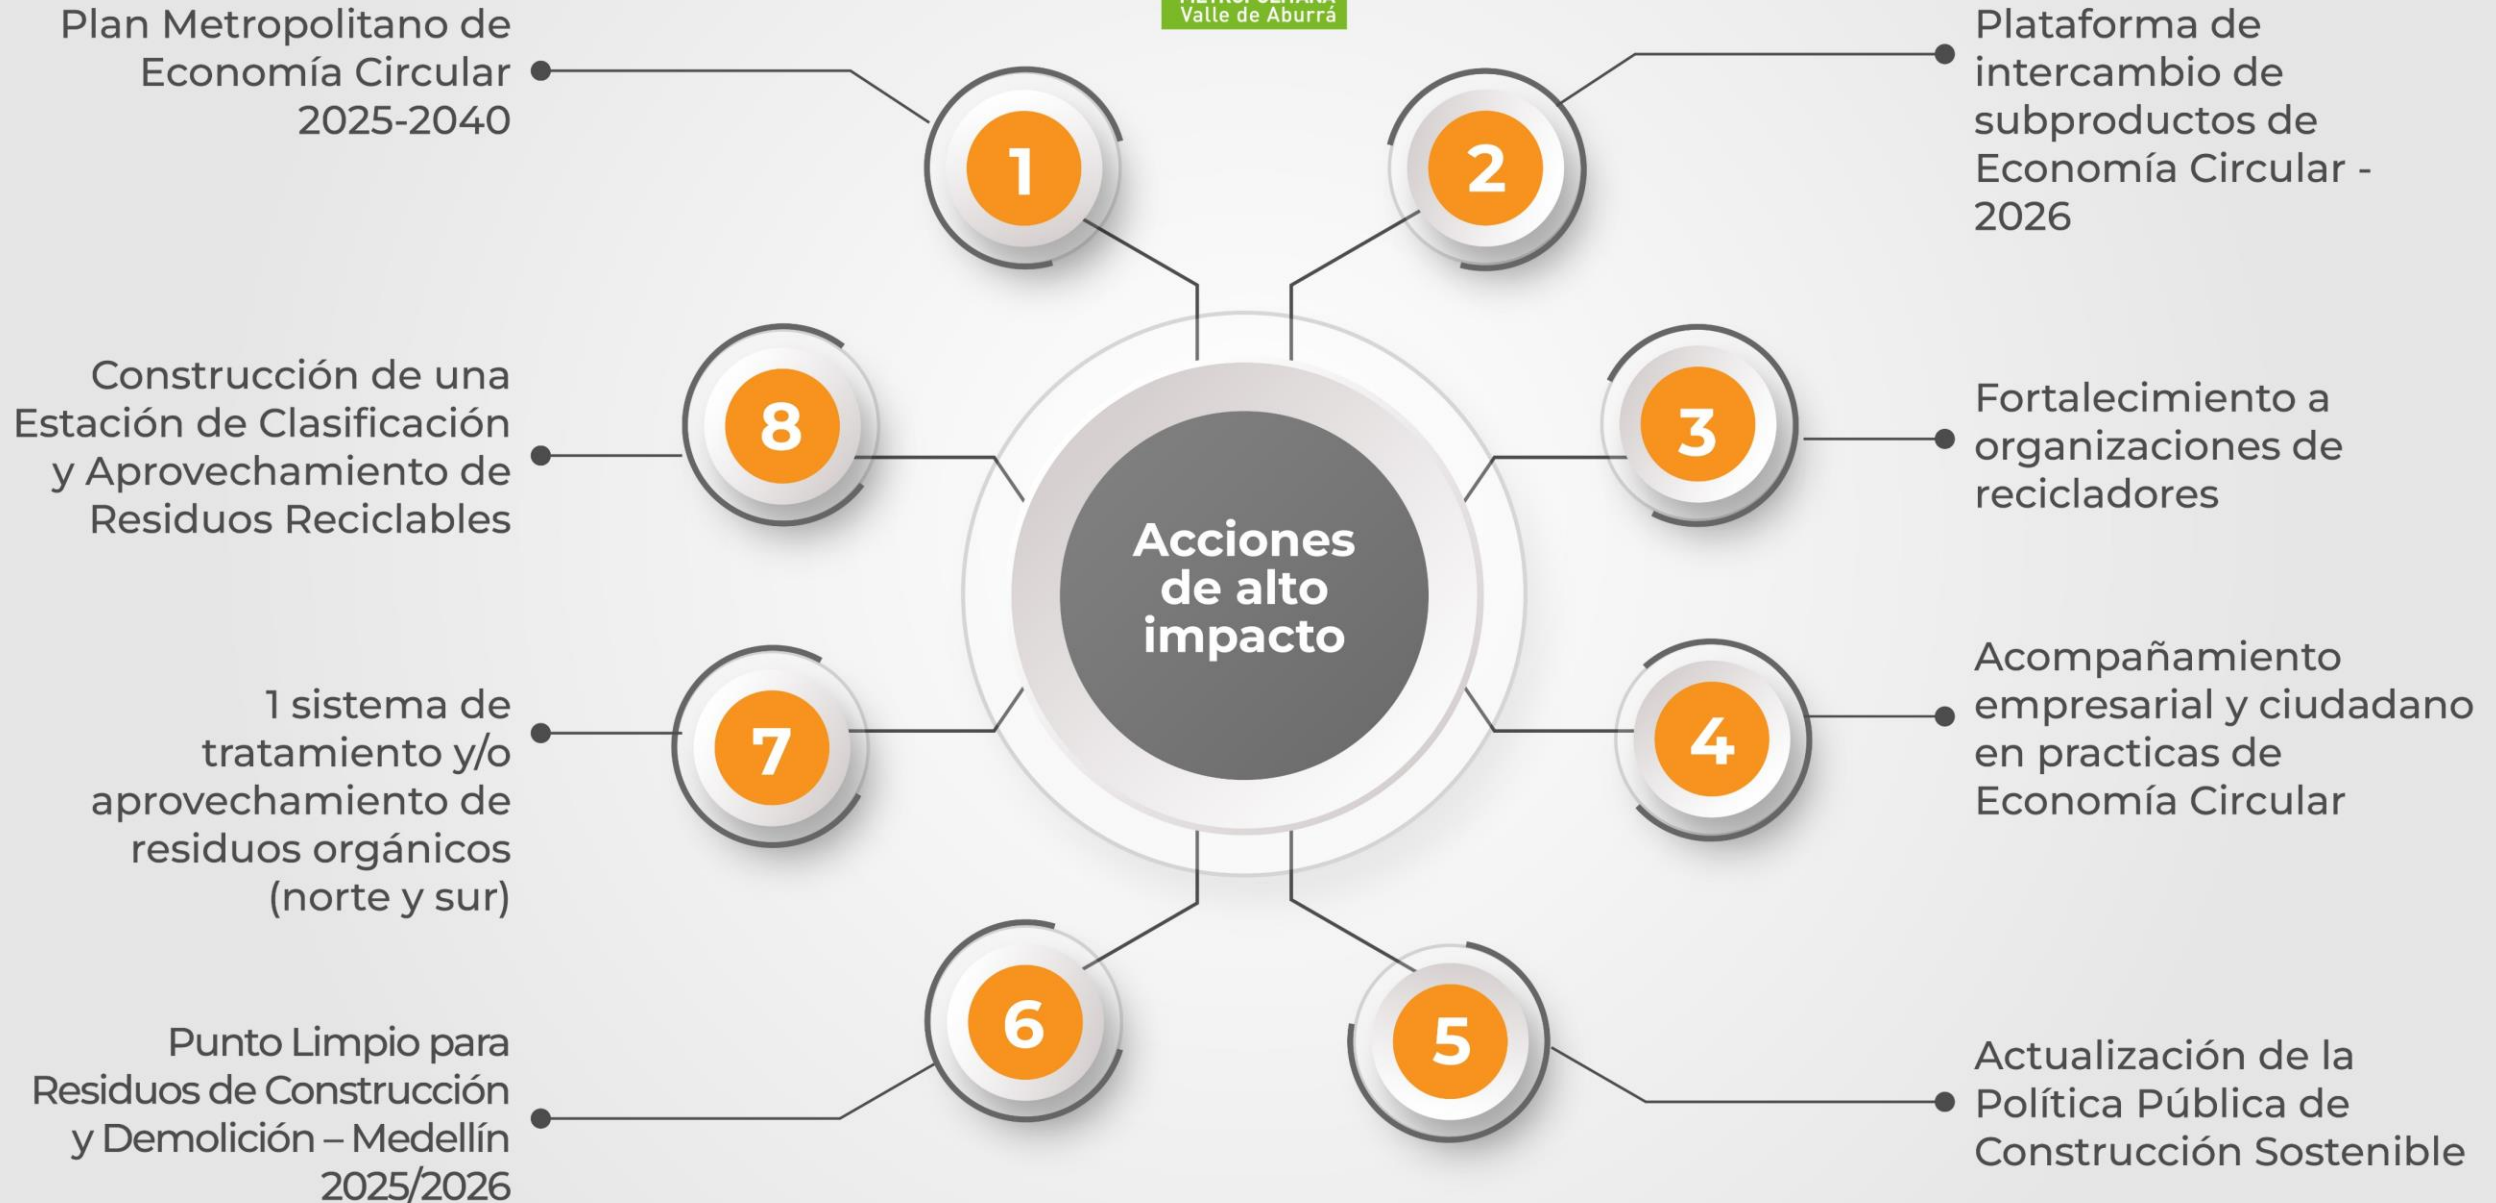 METROPOLITANA
Valle de Aburrá
Plan Metropolitano de
Economía Circular
2025-2040
1
2
Plataforma de
intercambio de
subproductos de
Economía Circular -
2026
Construcción de una
Estación de Clasificación
y Aprovechamiento de
Residuos Reciclables
8
3
Fortalecimiento a
organizaciones de
recicladores
Acciones
de alto
impacto
1 sistema de
tratamiento y/o
aprovechamiento de
residuos orgánicos
(norte y sur)
7
4
Acompañamiento
empresarial y ciudadano
en practicas de
Economía Circular
Punto Limpio para
Residuos de Construcción
y Demolición – Medellín
2025/2026
6
5
Actualización de la
Política Pública de
Construcción Sostenible